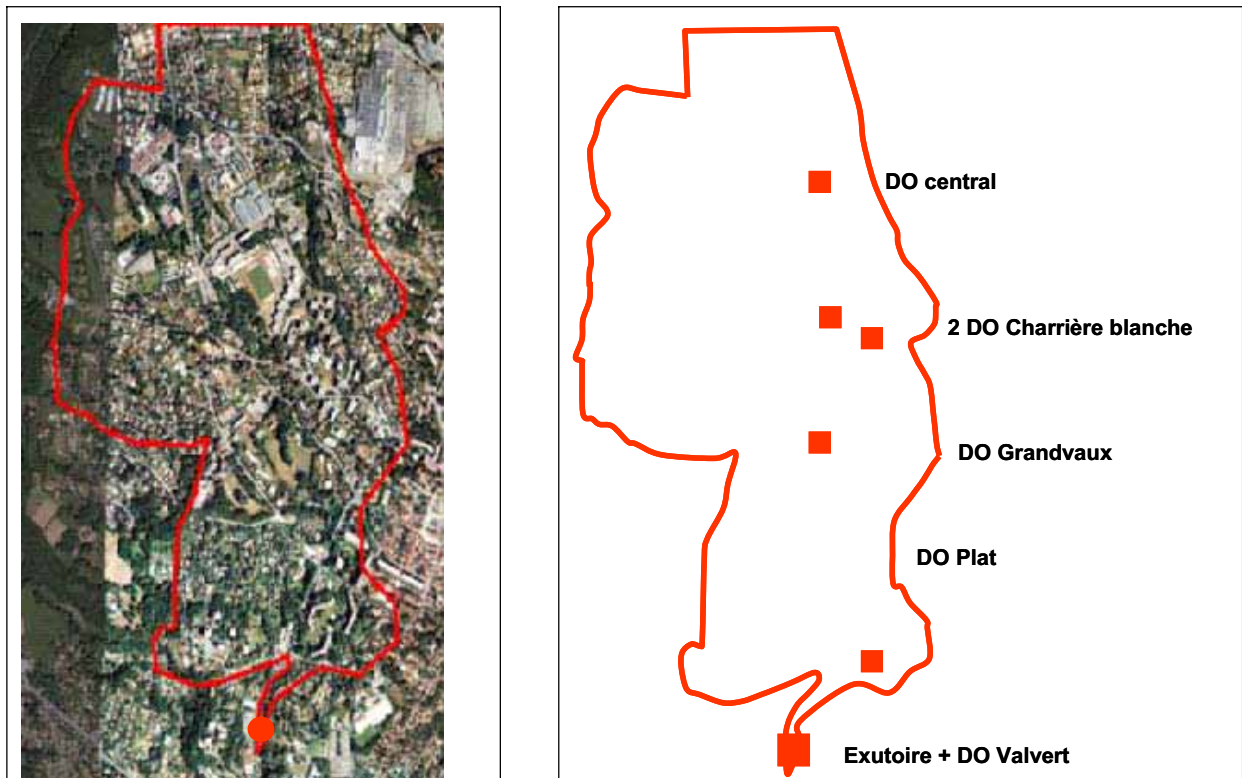 DO central
2 DO Charrière blanche
DO Grandvaux
DO Plat
Exutoire + DO Valvert